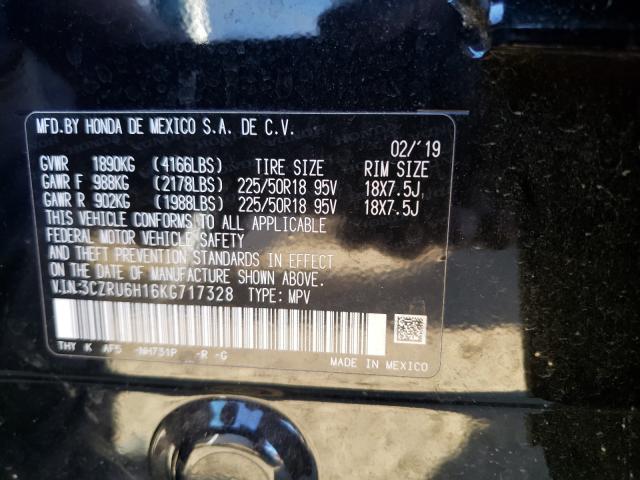 MFD.BY HONDA DE MEXICO S.A. DE C.V.
02/'19
GVWR 1890KG (4166LBS) TIRE SIZE RIM SIZE
GAWR F 988KG (2178LBS) 225/50R18 95V 18X7.5J
GAWR R 902KG (1988LBS) 225/50R18 95V 18X7.5J
THIS VEHICLE CONFORMS TO ALL APPLICABLE
FEDERAL MOTOR VEHICLE SAFETY
AND THEFT PREVENTION STANDARDS IN EFFECT
ON THE DATE OF MANUFACTURE SHOWN ABOVE.
V.I.N:3CZRU6H16KG717328 TYPE: MPV
THY K AF5 NH731P -R -G
MADE IN MEXICO